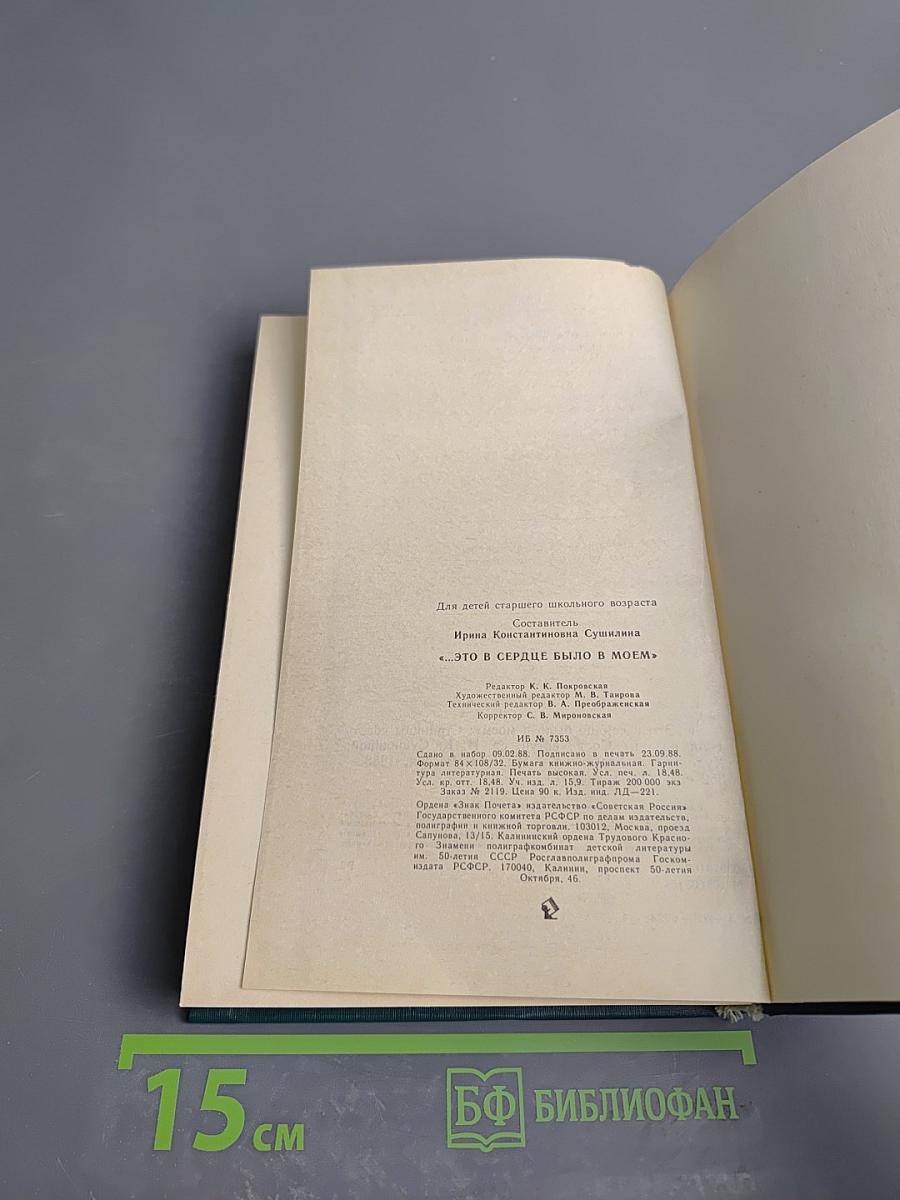 Для детей старшего школьного возраста
Составитель
Ирина Константиновна Сушилина
«...ЭТО В СЕРДЦЕ БЫЛО В МОЕМ»
Редактор К. К. Покровская
Художественный редактор М. В. Таирова
Технический редактор В. А. Преображенская
Корректор С. В. Мироновская
ИБ № 7353
Сдано в набор 09.02.88. Подписано в печать 23.09.88.
Формат 84×108/32. Бумага книжно-журнальная. Гарни-
тура литературная. Печать высокая. Усл. печ. л. 18,48.
Усл. кр. отт. 18,48. Уч. изд. л. 15,9. Тираж 200 000 экз
Заказ № 2119. Цена 90 к. Изд. инд. ЛД—221.
Ордена «Знак Почета» издательство «Советская Россия»
Государственного комитета РСФСР по делам издательств,
полиграфии и книжной торговли. 103012, Москва, проезд
Сапунова, 13/15. Калининский ордена Трудового Красно-
го Знамени полиграфкомбинат детской литературы
им. 50-летия СССР Росглавполиграфпрома Госком-
издата РСФСР. 170040, Калинин, проспект 50-летия
Октября, 46.
15 см
БФ БИБЛИОФАН